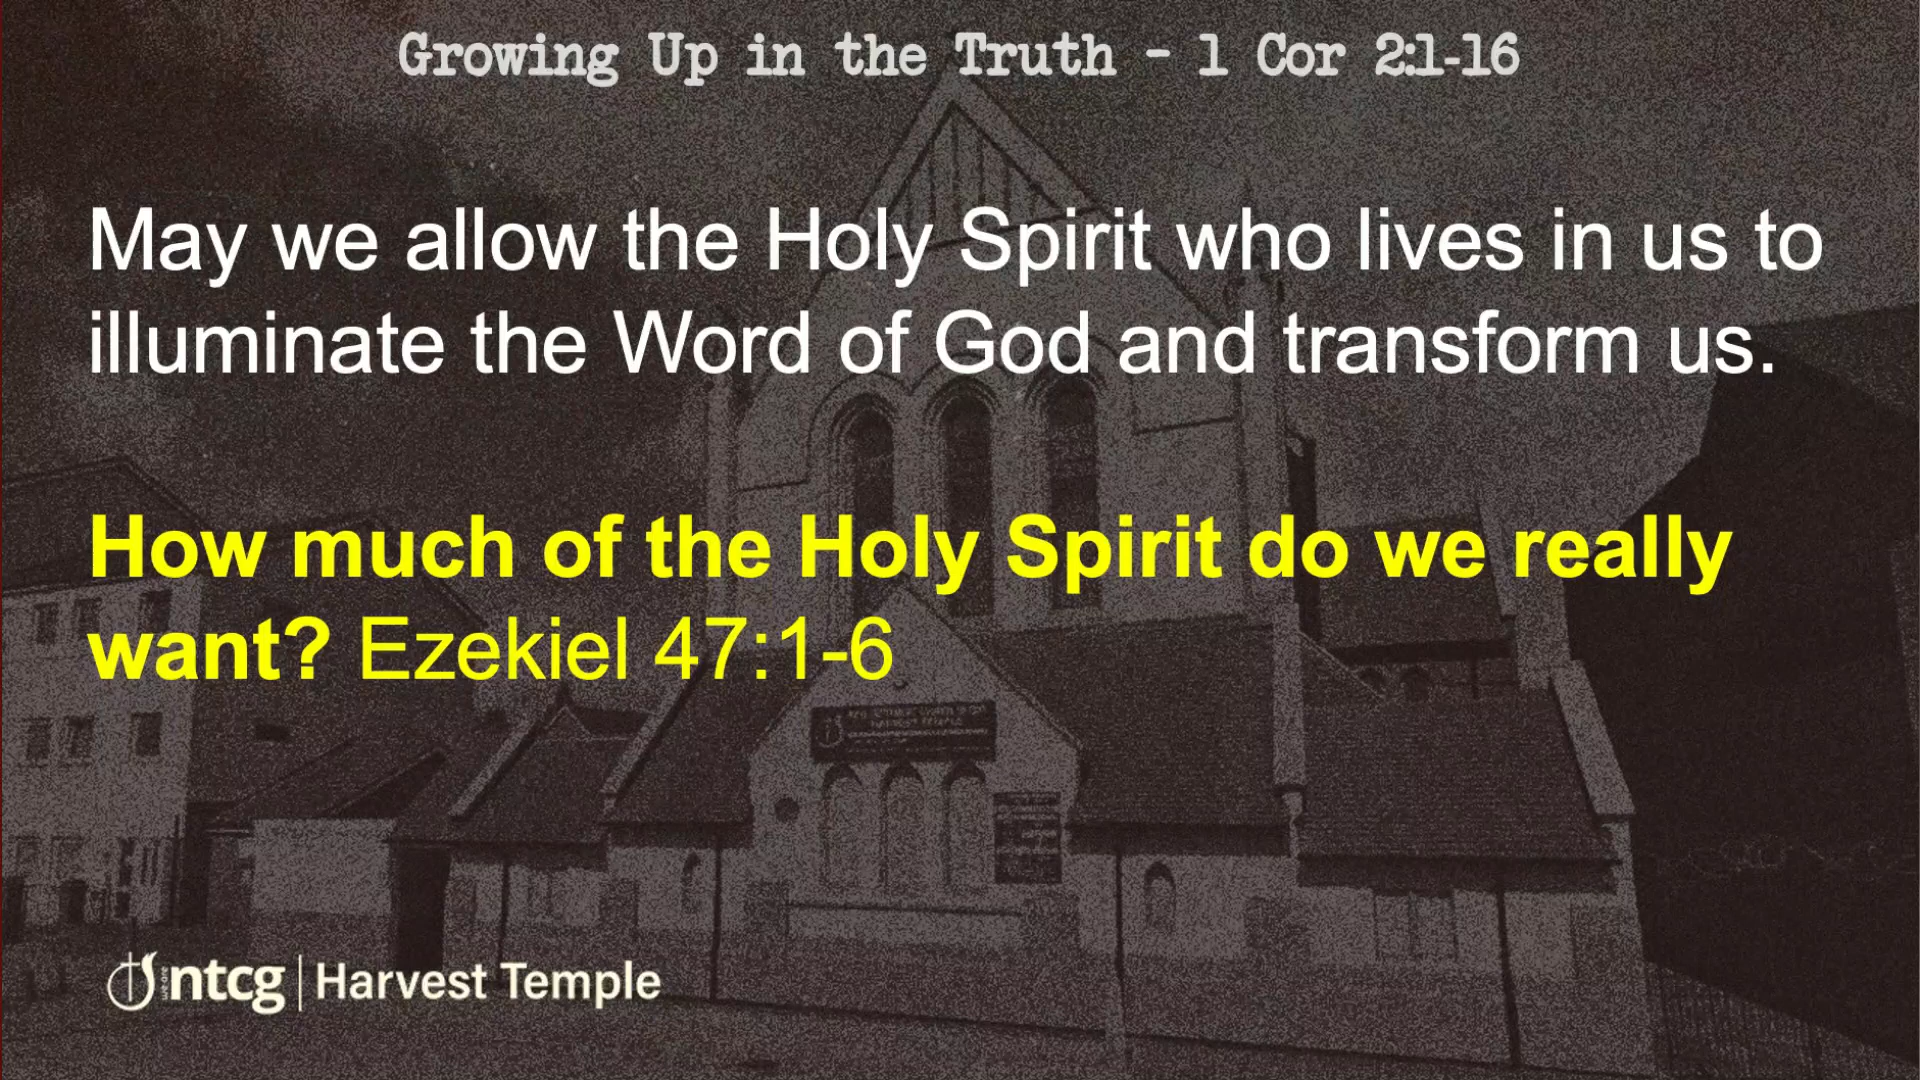 Growing Up in the Truth - 1 Cor 2:1-16
May we allow the Holy Spirit who lives in us to
illuminate the Word of God and transform us.
How much of the Holy Spirit do we really
want? Ezekiel 47:1-6
ntcg | Harvest Temple